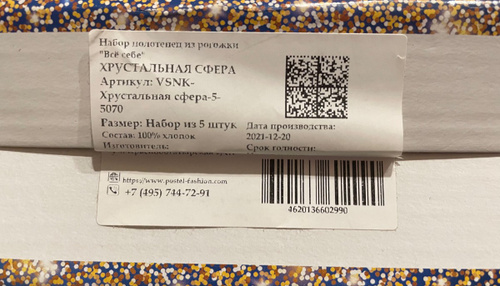 Набор полотенец из рогожки
"Всё себе"
ХРУСТАЛЬНАЯ СФЕРА
Артикул: VSNK-
Хрустальная сфера-5-
5070
Размер: Набор из 5 штук
Состав: 100% хлопок
Изготовитель:
Дата производства:
2021-12-20
Срок годности:
https://www.pastel-fashion.com
+7 (495) 744-72-91
4620136602990